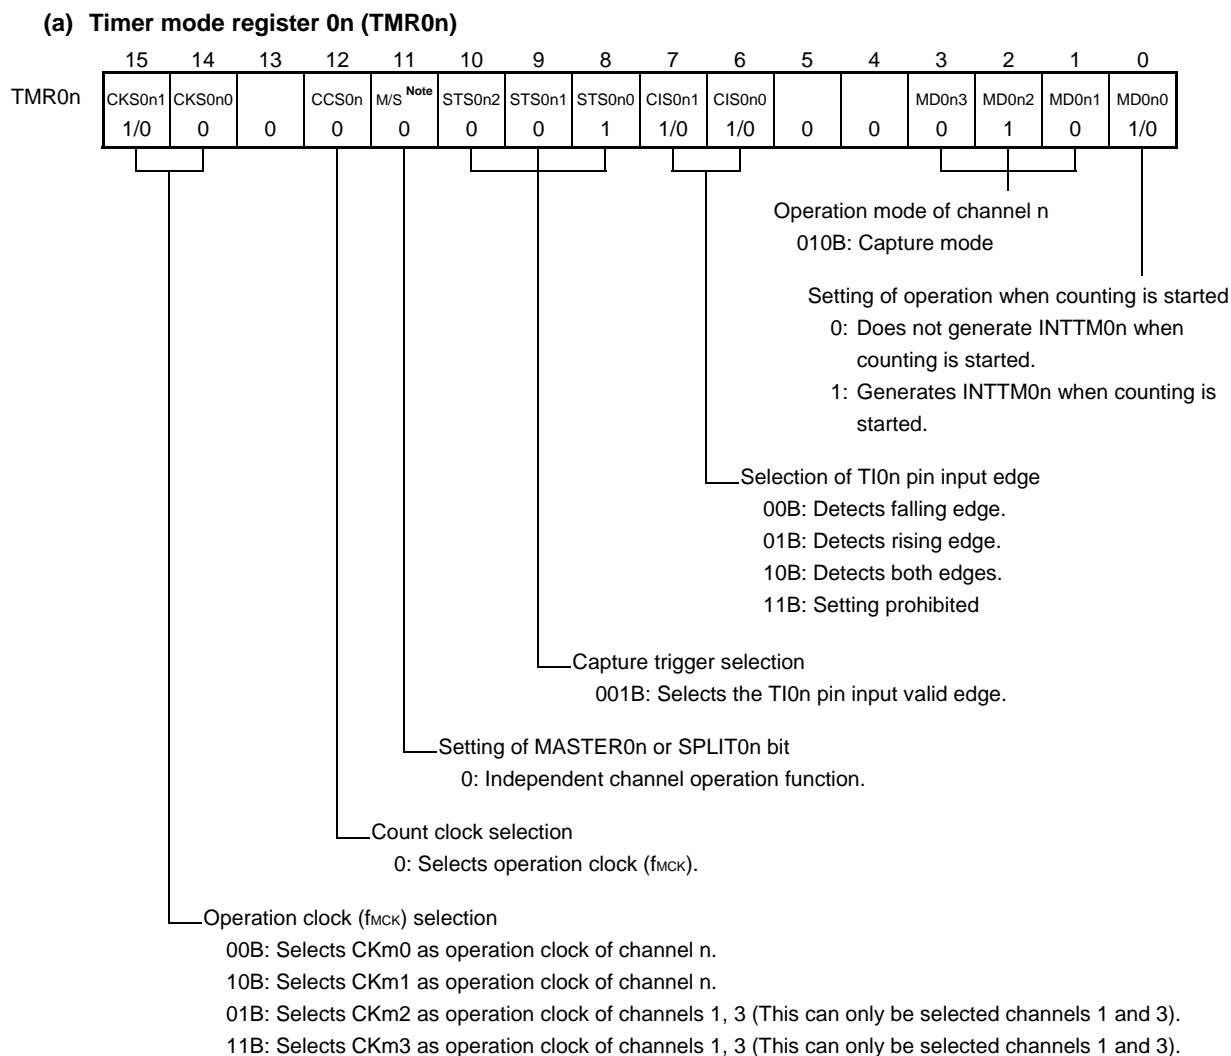 (a) Timer mode register 0n (TMR0n)
15 14 13 12 11 10 9 8 7 6 5 4 3 2 1 0
TMR0n CKS0n1 CKS0n0 CCS0n M/S Note STS0n2 STS0n1 STS0n0 CIS0n1 CIS0n0 MD0n3 MD0n2 MD0n1 MD0n0
1/0 0 0 0 0 0 0 1 1/0 1/0 0 0 0 1 0 1/0
Operation mode of channel n
010B: Capture mode
Setting of operation when counting is started
0: Does not generate INTTM0n when
counting is started.
1: Generates INTTM0n when counting is
started.
Selection of TI0n pin input edge
00B: Detects falling edge.
01B: Detects rising edge.
10B: Detects both edges.
11B: Setting prohibited
Capture trigger selection
001B: Selects the TI0n pin input valid edge.
Setting of MASTER0n or SPLIT0n bit
0: Independent channel operation function.
Count clock selection
0: Selects operation clock (fMCK).
Operation clock (fMCK) selection
00B: Selects CKm0 as operation clock of channel n.
10B: Selects CKm1 as operation clock of channel n.
01B: Selects CKm2 as operation clock of channels 1, 3 (This can only be selected channels 1 and 3).
11B: Selects CKm3 as operation clock of channels 1, 3 (This can only be selected channels 1 and 3).